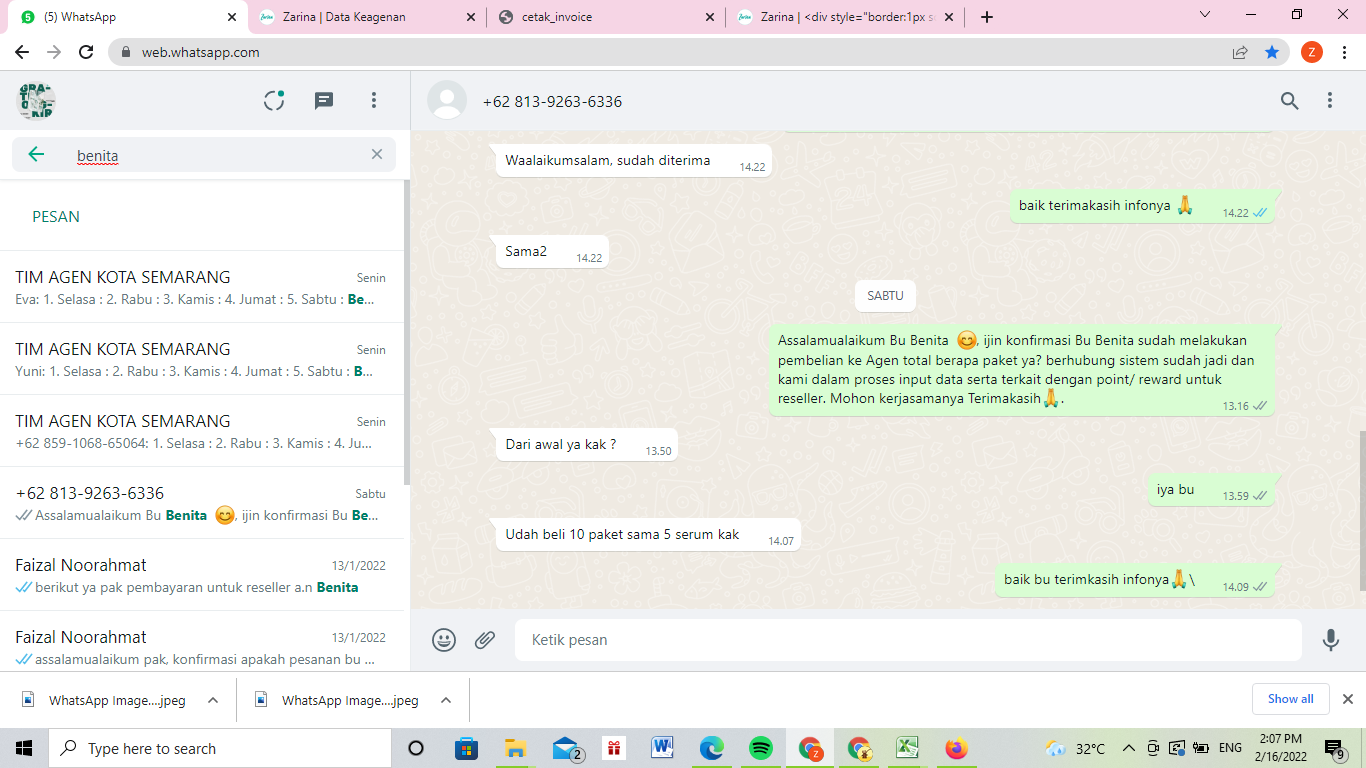 (5) WhatsApp
Zarina | Data Keagenan
cetak_invoice
Zarina | <div style="border:1px s
web.whatsapp.com
Z
GRA-
benita
PESAN
TIM AGEN KOTA SEMARANG
Senin
Eva: 1. Selasa : 2. Rabu : 3. Kamis : 4. Jumat : 5. Sabtu : Be...
TIM AGEN KOTA SEMARANG
Senin
Yuni: 1. Selasa : 2. Rabu : 3. Kamis : 4. Jumat : 5. Sabtu : B...
TIM AGEN KOTA SEMARANG
Senin
+62 859-1068-65064: 1. Selasa : 2. Rabu : 3. Kamis : 4. Ju...
+62 813-9263-6336
Sabtu
Assalamualaikum Bu Benita 😊, ijin konfirmasi Bu Be...
Faizal Noorahmat
13/1/2022
berikut ya pak pembayaran untuk reseller a.n Benita
Faizal Noorahmat
13/1/2022
assalamualaikum pak, konfirmasi apakah pesanan bu ...
+62 813-9263-6336
Waalaikumsalam, sudah diterima
14.22
baik terimakasih infonya 🙏
14.22
Sama2
14.22
SABTU
Assalamualaikum Bu Benita 😊, ijin konfirmasi Bu Benita sudah melakukan
pembelian ke Agen total berapa paket ya? berhubung sistem sudah jadi dan
kami dalam proses input data serta terkait dengan point/ reward untuk
reseller. Mohon kerjasamanya Terimakasih🙏.
13.16
Dari awal ya kak ?
13.50
iya bu
13.59
Udah beli 10 paket sama 5 serum kak
14.07
baik bu terimkasih infonya🙏\
14.09
Ketik pesan
WhatsApp Image....jpeg
WhatsApp Image....jpeg
Show all
Type here to search
2
Z
32°C
ENG
2:07 PM
2/16/2022
9